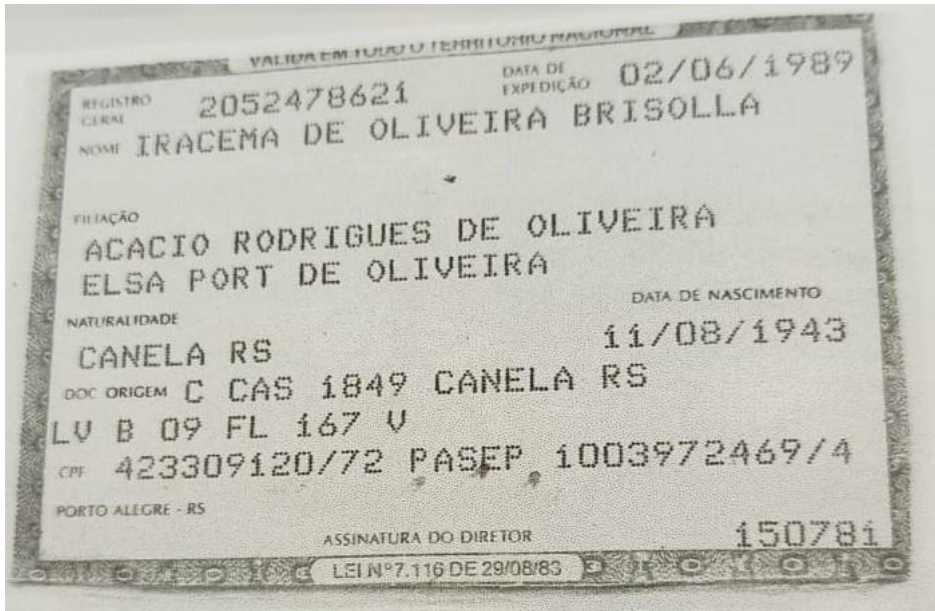 VALIDA EM TODO O TERRITORIO NACIONAL
REGISTRO GERAL 2052478621 DATA DE EXPEDIÇÃO 02/06/1989
NOME IRACEMA DE OLIVEIRA BRISOLLA
FILIAÇÃO
ACACIO RODRIGUES DE OLIVEIRA
ELSA PORT DE OLIVEIRA
NATURALIDADE DATA DE NASCIMENTO
CANELA RS 11/08/1943
DOC ORIGEM C CAS 1849 CANELA RS
LV B 09 FL 167 V
CPF 423309120/72 PASEP 1003972469/4
PORTO ALEGRE - RS
ASSINATURA DO DIRETOR 150781
LEI Nº 7.116 DE 29/08/83